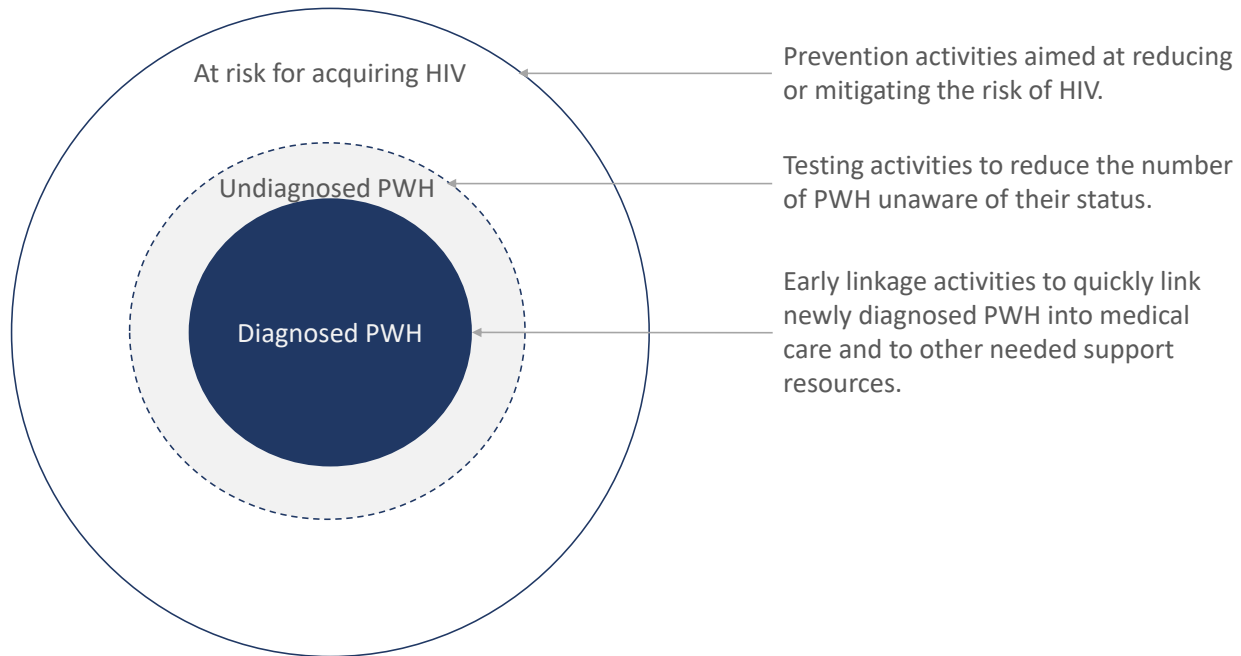 At risk for acquiring HIV
Prevention activities aimed at reducing
or mitigating the risk of HIV.
Undiagnosed PWH
Testing activities to reduce the number
of PWH unaware of their status.
Diagnosed PWH
Early linkage activities to quickly link
newly diagnosed PWH into medical
care and to other needed support
resources.